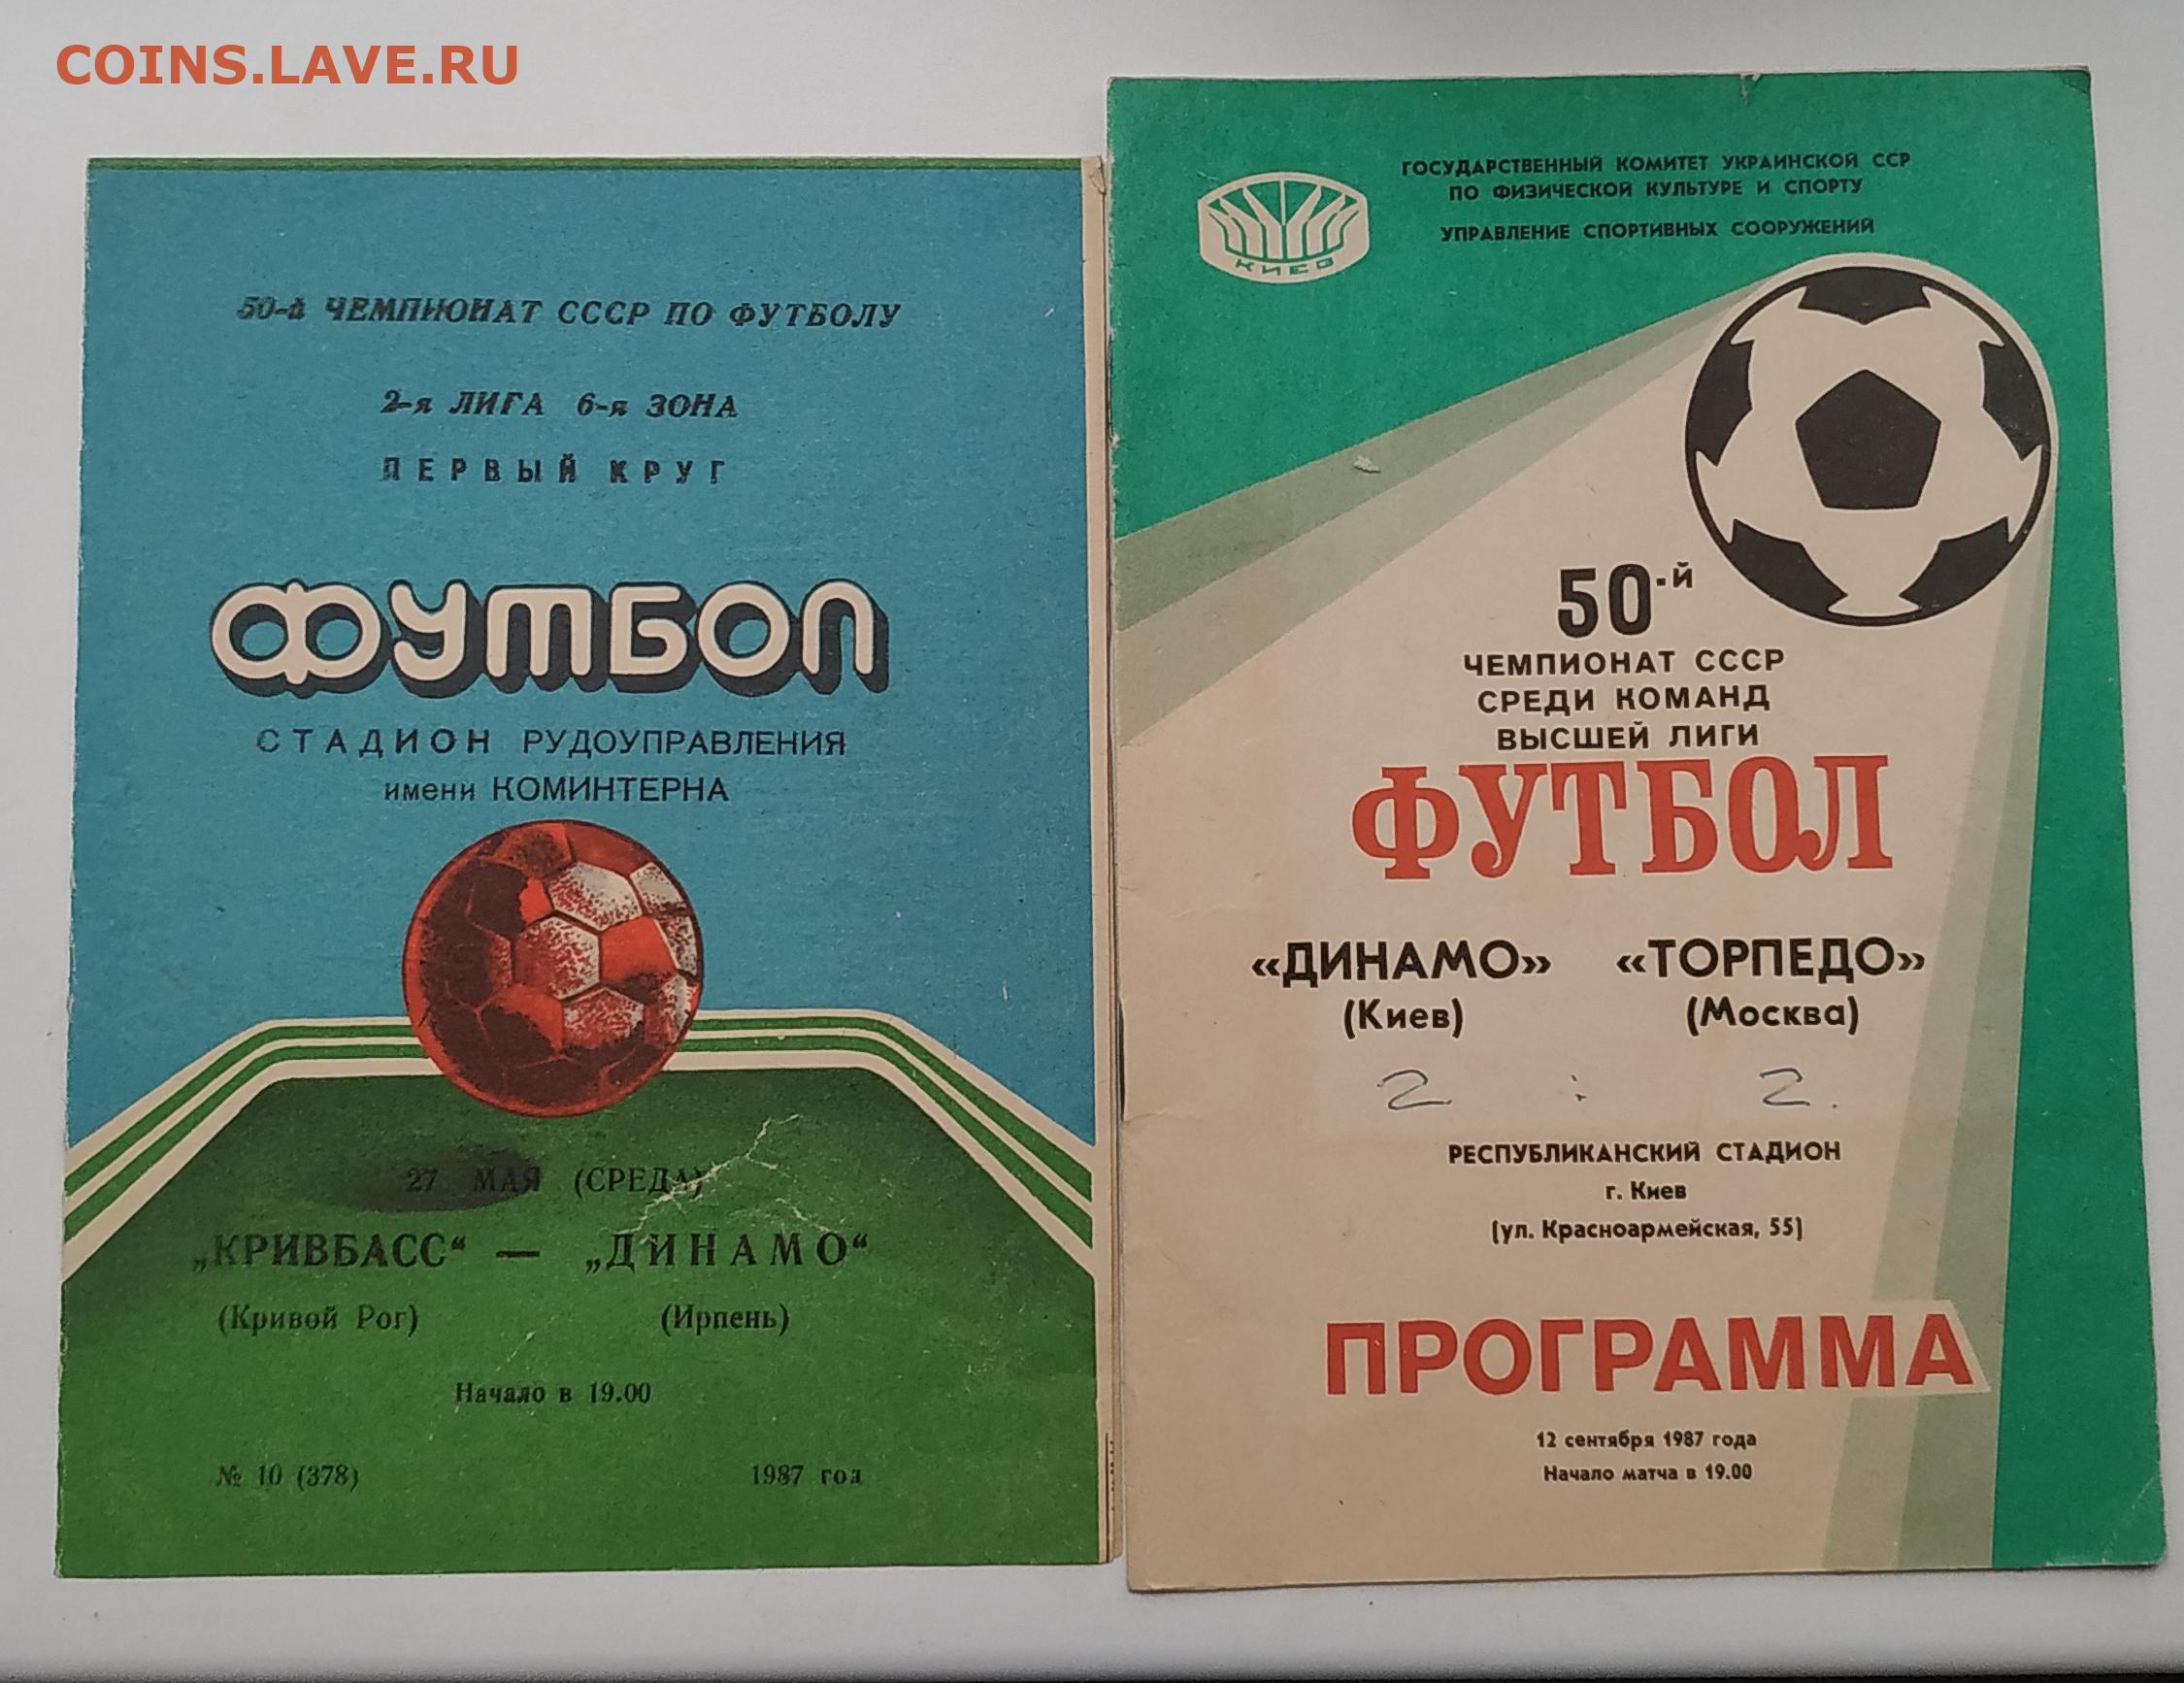 COINS.LAVE.RU
50-й ЧЕМПИОНАТ СССР ПО ФУТБОЛУ
2-я ЛИГА 6-я ЗОНА
ПЕРВЫЙ КРУГ
ФУТБОЛ
СТАДИОН РУДОУПРАВЛЕНИЯ
имени КОМИНТЕРНА
27 МАЯ (СРЕДА)
„КРИВБАСС“ — „ДИНАМО“
(Кривой Рог) (Ирпень)
Начало в 19.00
№ 10 (378) 1987 год
ГОСУДАРСТВЕННЫЙ КОМИТЕТ УКРАИНСКОЙ ССР
ПО ФИЗИЧЕСКОЙ КУЛЬТУРЕ И СПОРТУ
УПРАВЛЕНИЕ СПОРТИВНЫХ СООРУЖЕНИЙ
КИЕВ
50-й
ЧЕМПИОНАТ СССР
СРЕДИ КОМАНД
ВЫСШЕЙ ЛИГИ
ФУТБОЛ
«ДИНАМО» «ТОРПЕДО»
(Киев) (Москва)
2 : 2.
РЕСПУБЛИКАНСКИЙ СТАДИОН
г. Киев
(ул. Красноармейская, 55)
ПРОГРАММА
12 сентября 1987 года
Начало матча в 19.00